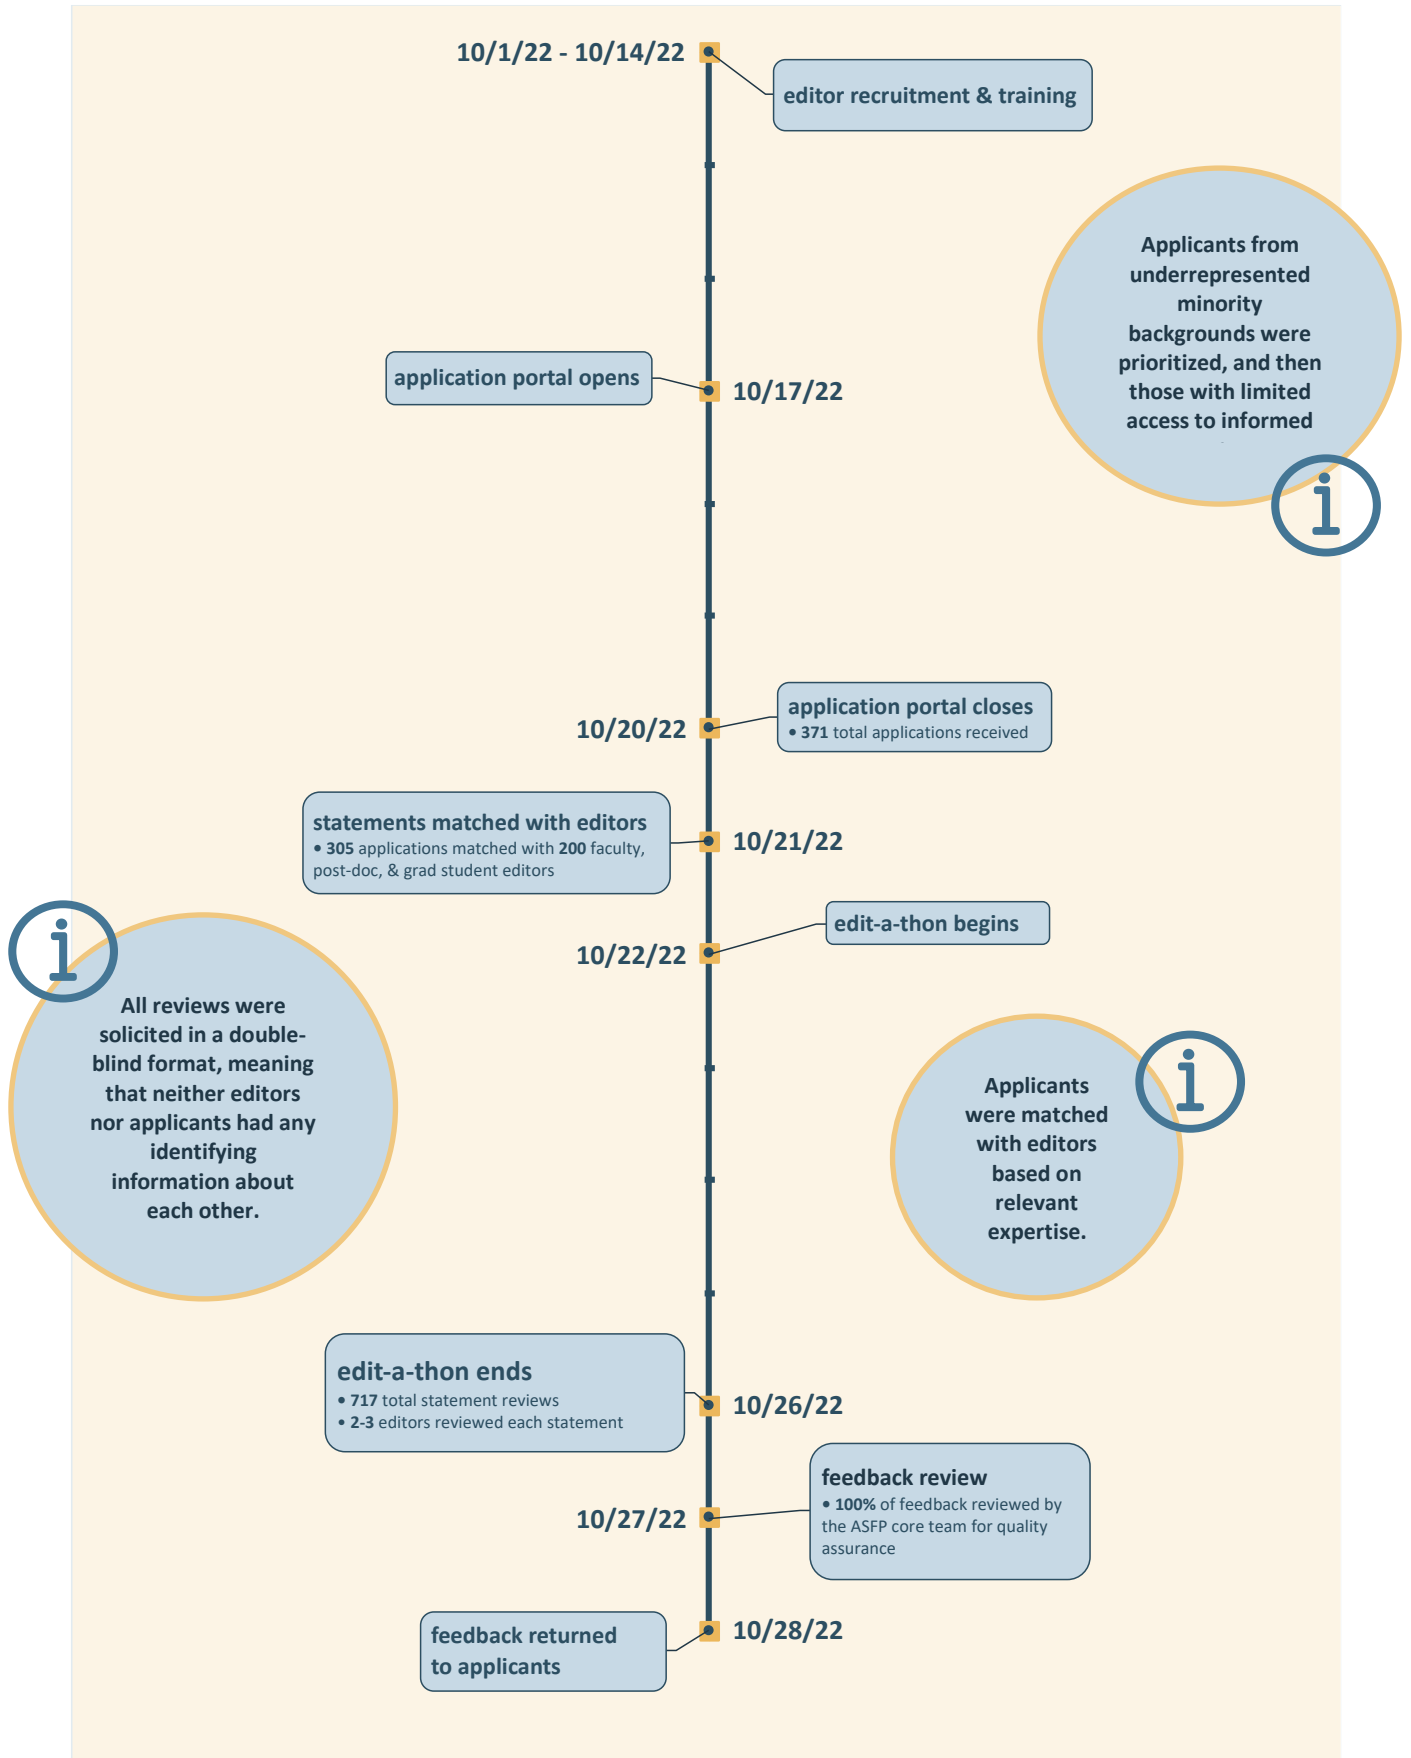 10/1/22 - 10/14/22
editor recruitment & training
Applicants from
underrepresented
minority
backgrounds were
prioritized, and then
those with limited
access to informed
application portal opens
10/17/22
10/20/22
application portal closes
• 371 total applications received
statements matched with editors
• 305 applications matched with 200 faculty,
post-doc, & grad student editors
10/21/22
edit-a-thon begins
10/22/22
All reviews were
solicited in a double-
blind format, meaning
that neither editors
nor applicants had any
identifying
information about
each other.
Applicants
were matched
with editors
based on
relevant
expertise.
edit-a-thon ends
• 717 total statement reviews
• 2-3 editors reviewed each statement
10/26/22
feedback review
• 100% of feedback reviewed by
the ASFP core team for quality
assurance
10/27/22
feedback returned
to applicants
10/28/22